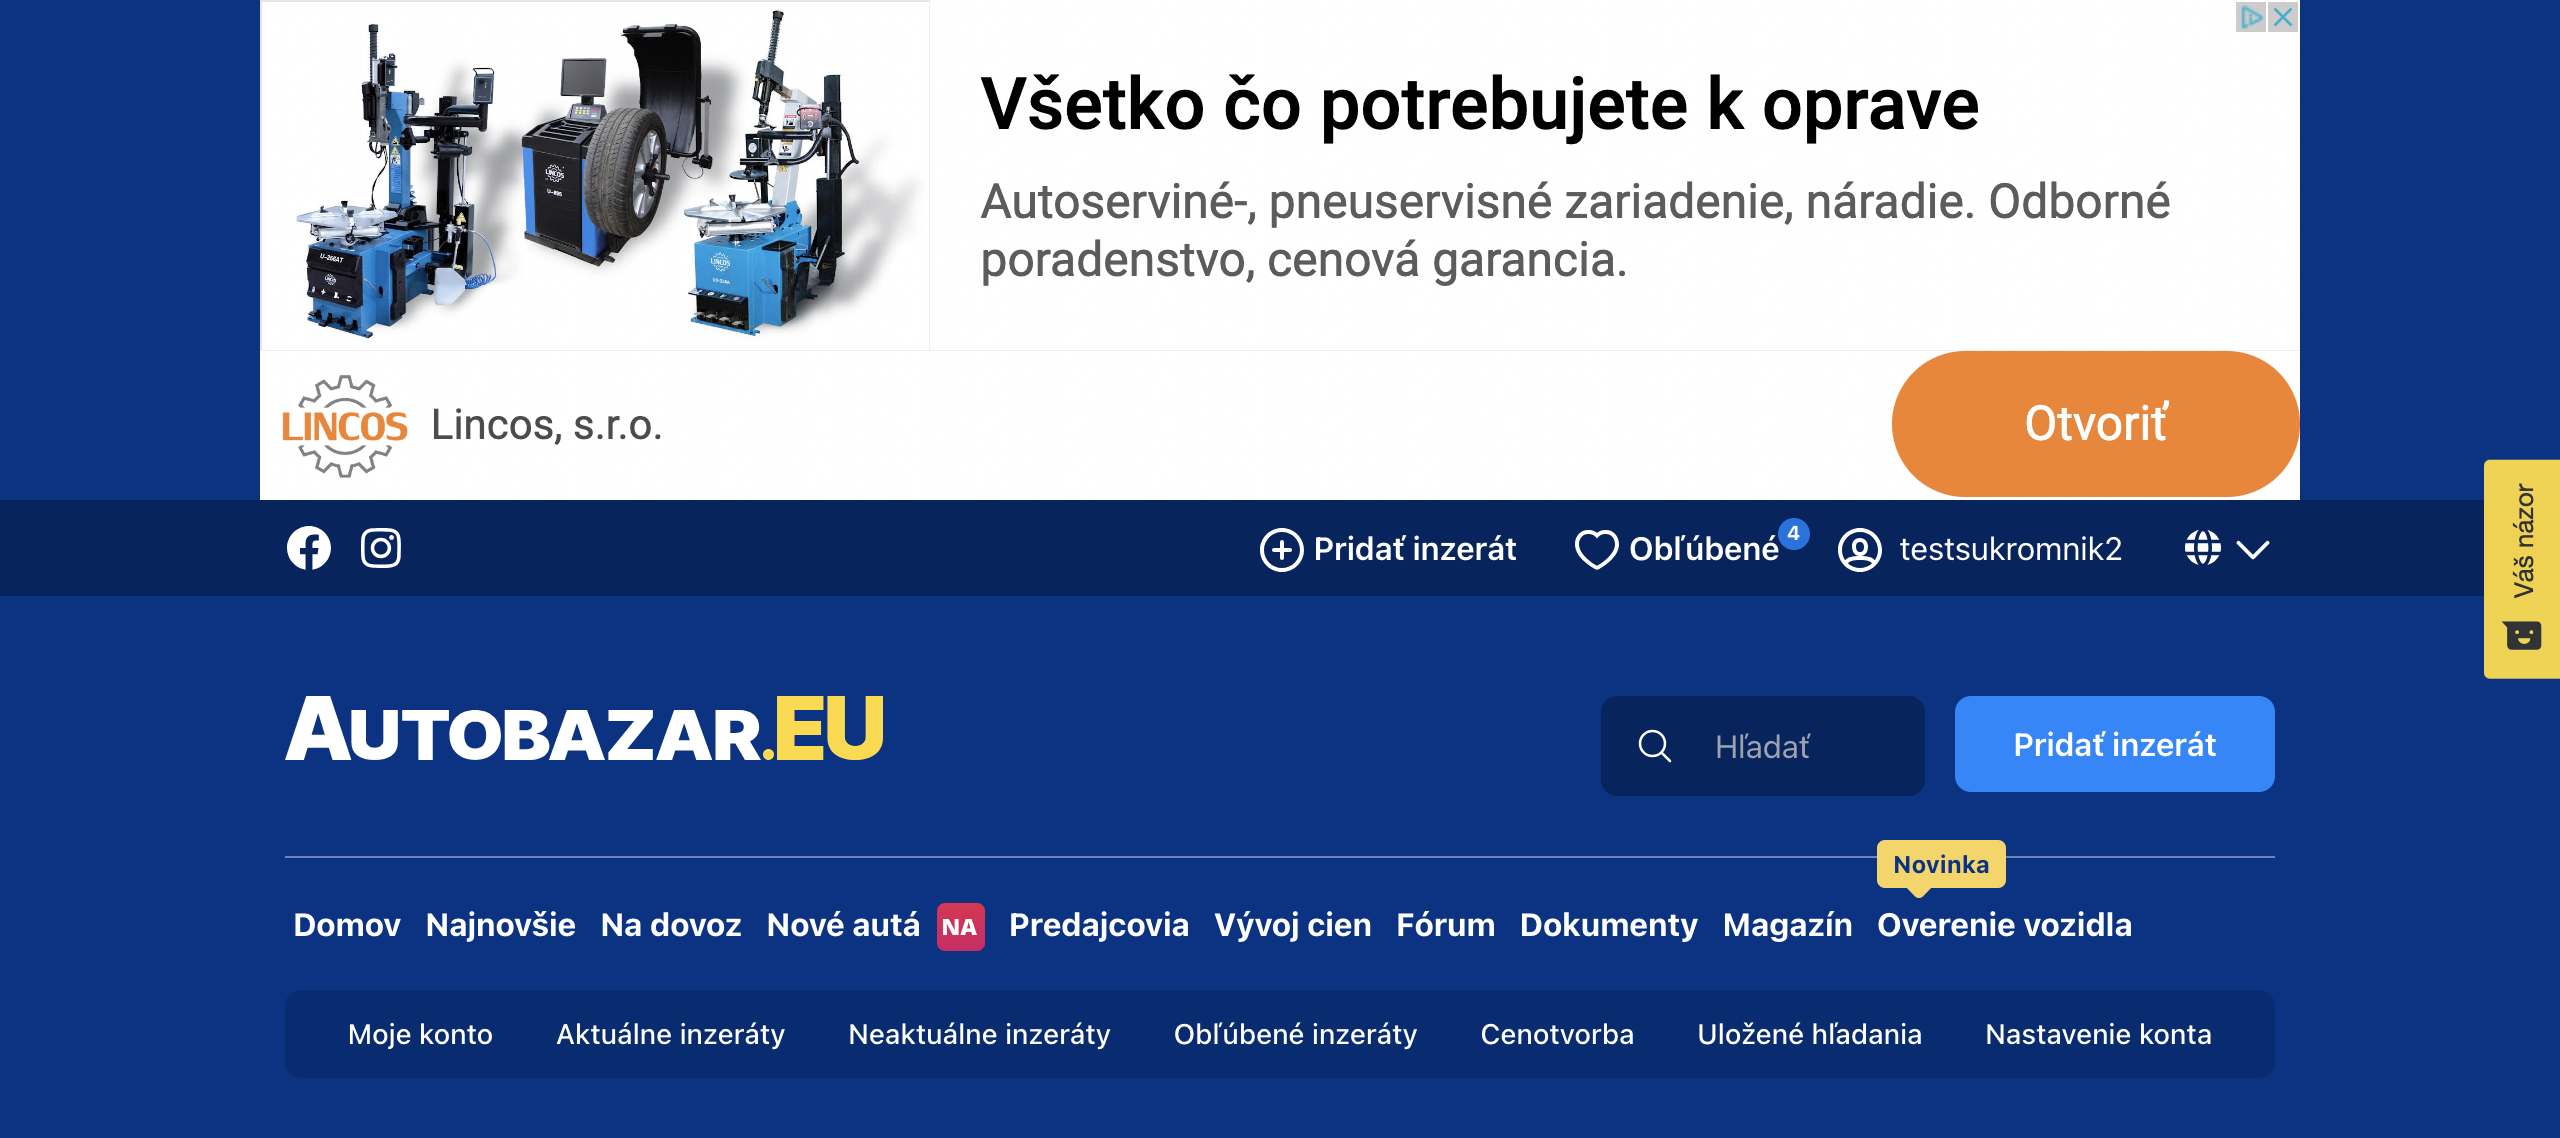 Všetko čo potrebujete k oprave
Autoserviné-, pneuservisné zariadenie, náradie. Odborné
poradenstvo, cenová garancia.
LINCOS
Lincos, s.r.o.
Otvoriť
Pridať inzerát
Obľúbené
4
testsukromnik2
Váš názor
AUTOBAZAR.EU
Hľadať
Pridať inzerát
Novinka
Domov Najnovšie Na dovoz Nové autá NA Predajcovia Vývoj cien Fórum Dokumenty Magazín Overenie vozidla
Moje konto Aktuálne inzeráty Neaktuálne inzeráty Obľúbené inzeráty Cenotvorba Uložené hľadania Nastavenie konta